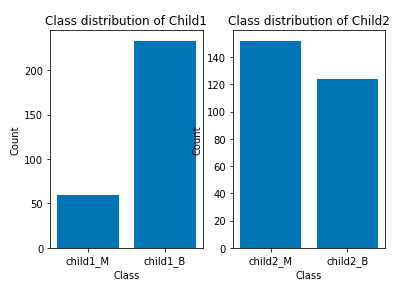 Class distribution of Child1
Count
200
150
100
50
0
child1_M
child1_B
Class
Class distribution of Child2
Count
140
120
100
80
60
40
20
0
child2_M
child2_B
Class